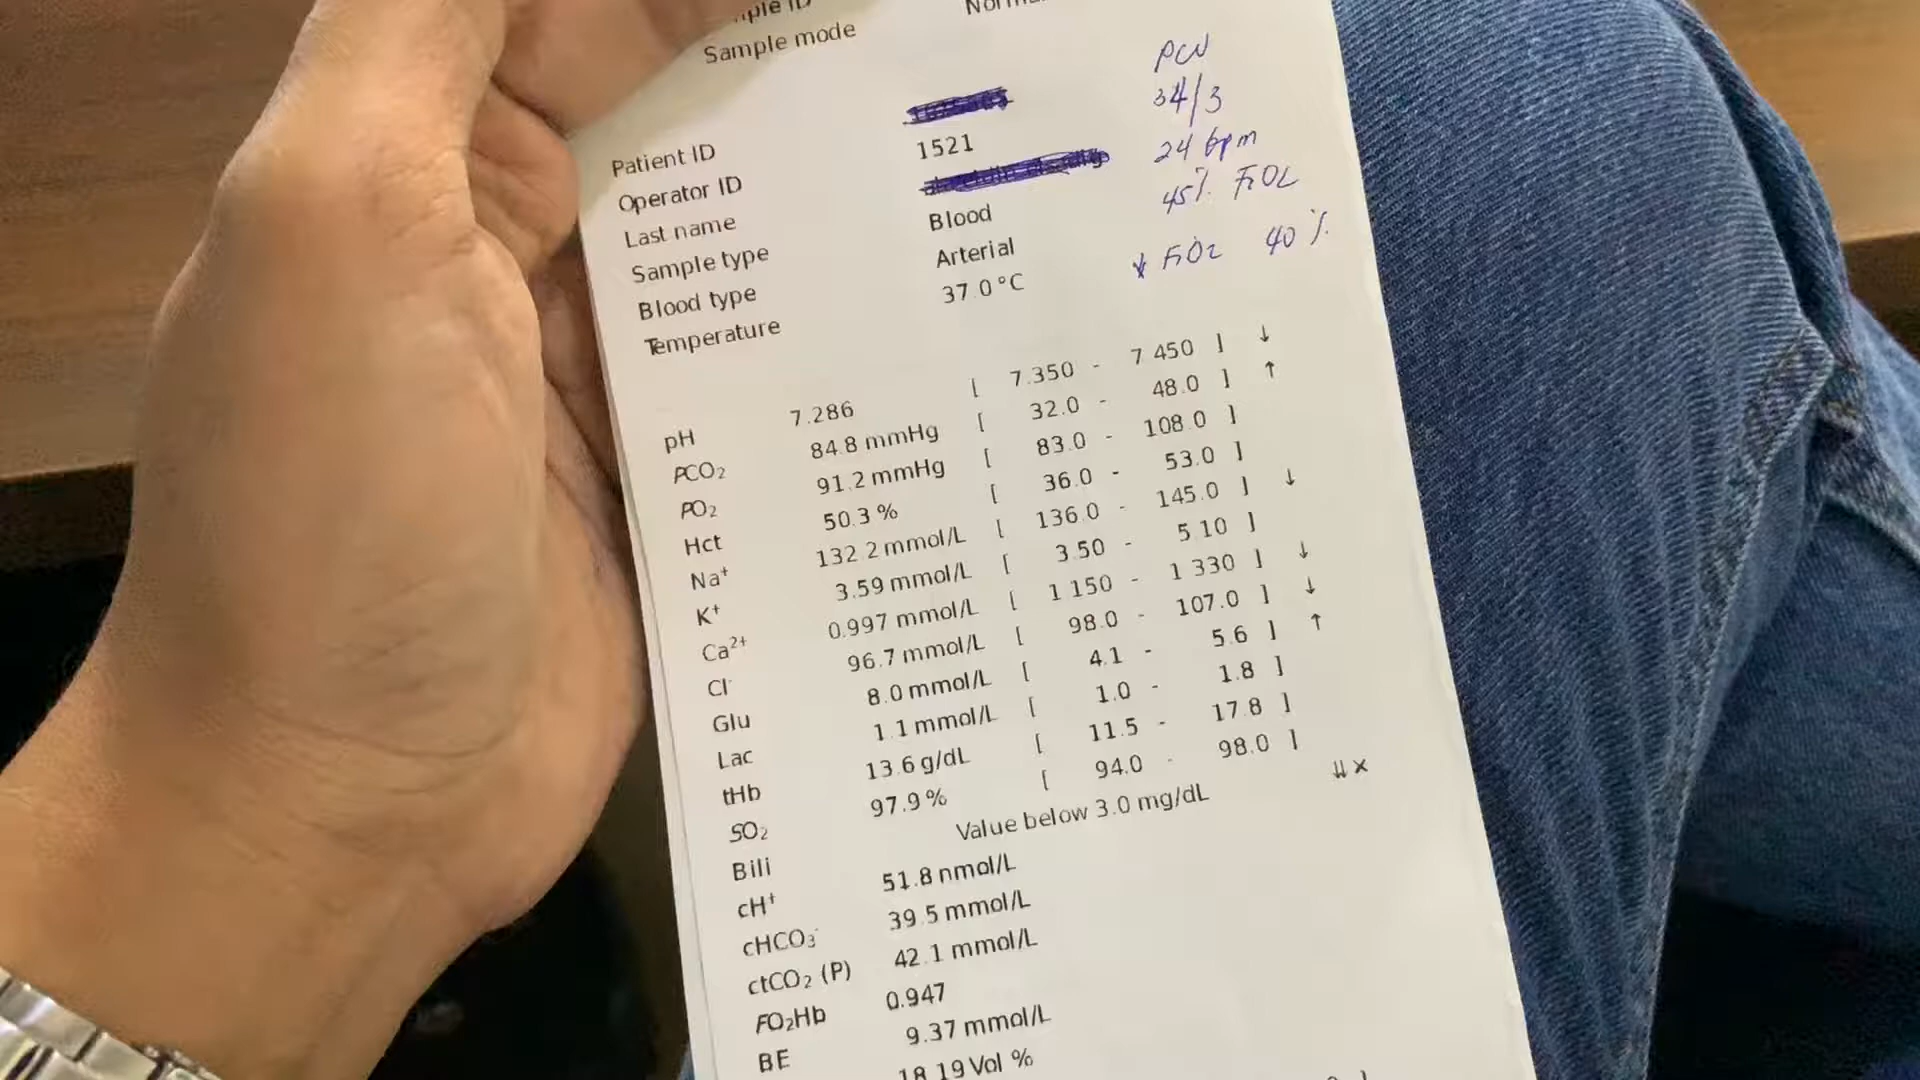 Sample mode
PCV
34/3
24 bpm
45% FiO2
↓ FiO2 40%
Patient ID
Operator ID 1521
Last name
Sample type Blood
Blood type Arterial
Temperature 37.0°C
pH 7.286 [ 7.350 - 7.450 ] ↓
PCO₂ 84.8 mmHg [ 32.0 - 48.0 ] ↑
PO₂ 91.2 mmHg [ 83.0 - 108.0 ]
Hct 50.3 % [ 36.0 - 53.0 ]
Na⁺ 132.2 mmol/L [ 136.0 - 145.0 ] ↓
K⁺ 3.59 mmol/L [ 3.50 - 5.10 ]
Ca²⁺ 0.997 mmol/L [ 1.150 - 1.330 ] ↓
Cl⁻ 96.7 mmol/L [ 98.0 - 107.0 ] ↓
Glu 8.0 mmol/L [ 4.1 - 5.6 ] ↑
Lac 1.1 mmol/L [ 1.0 - 1.8 ]
tHb 13.6 g/dL [ 11.5 - 17.8 ]
SO₂ 97.9 % [ 94.0 - 98.0 ]
Bili Value below 3.0 mg/dL ↓↓ ×
cH⁺ 51.8 nmol/L
cHCO₃⁻ 39.5 mmol/L
ctCO₂ (P) 42.1 mmol/L
FO₂Hb 0.947
BE 9.37 mmol/L
18.19 Vol %